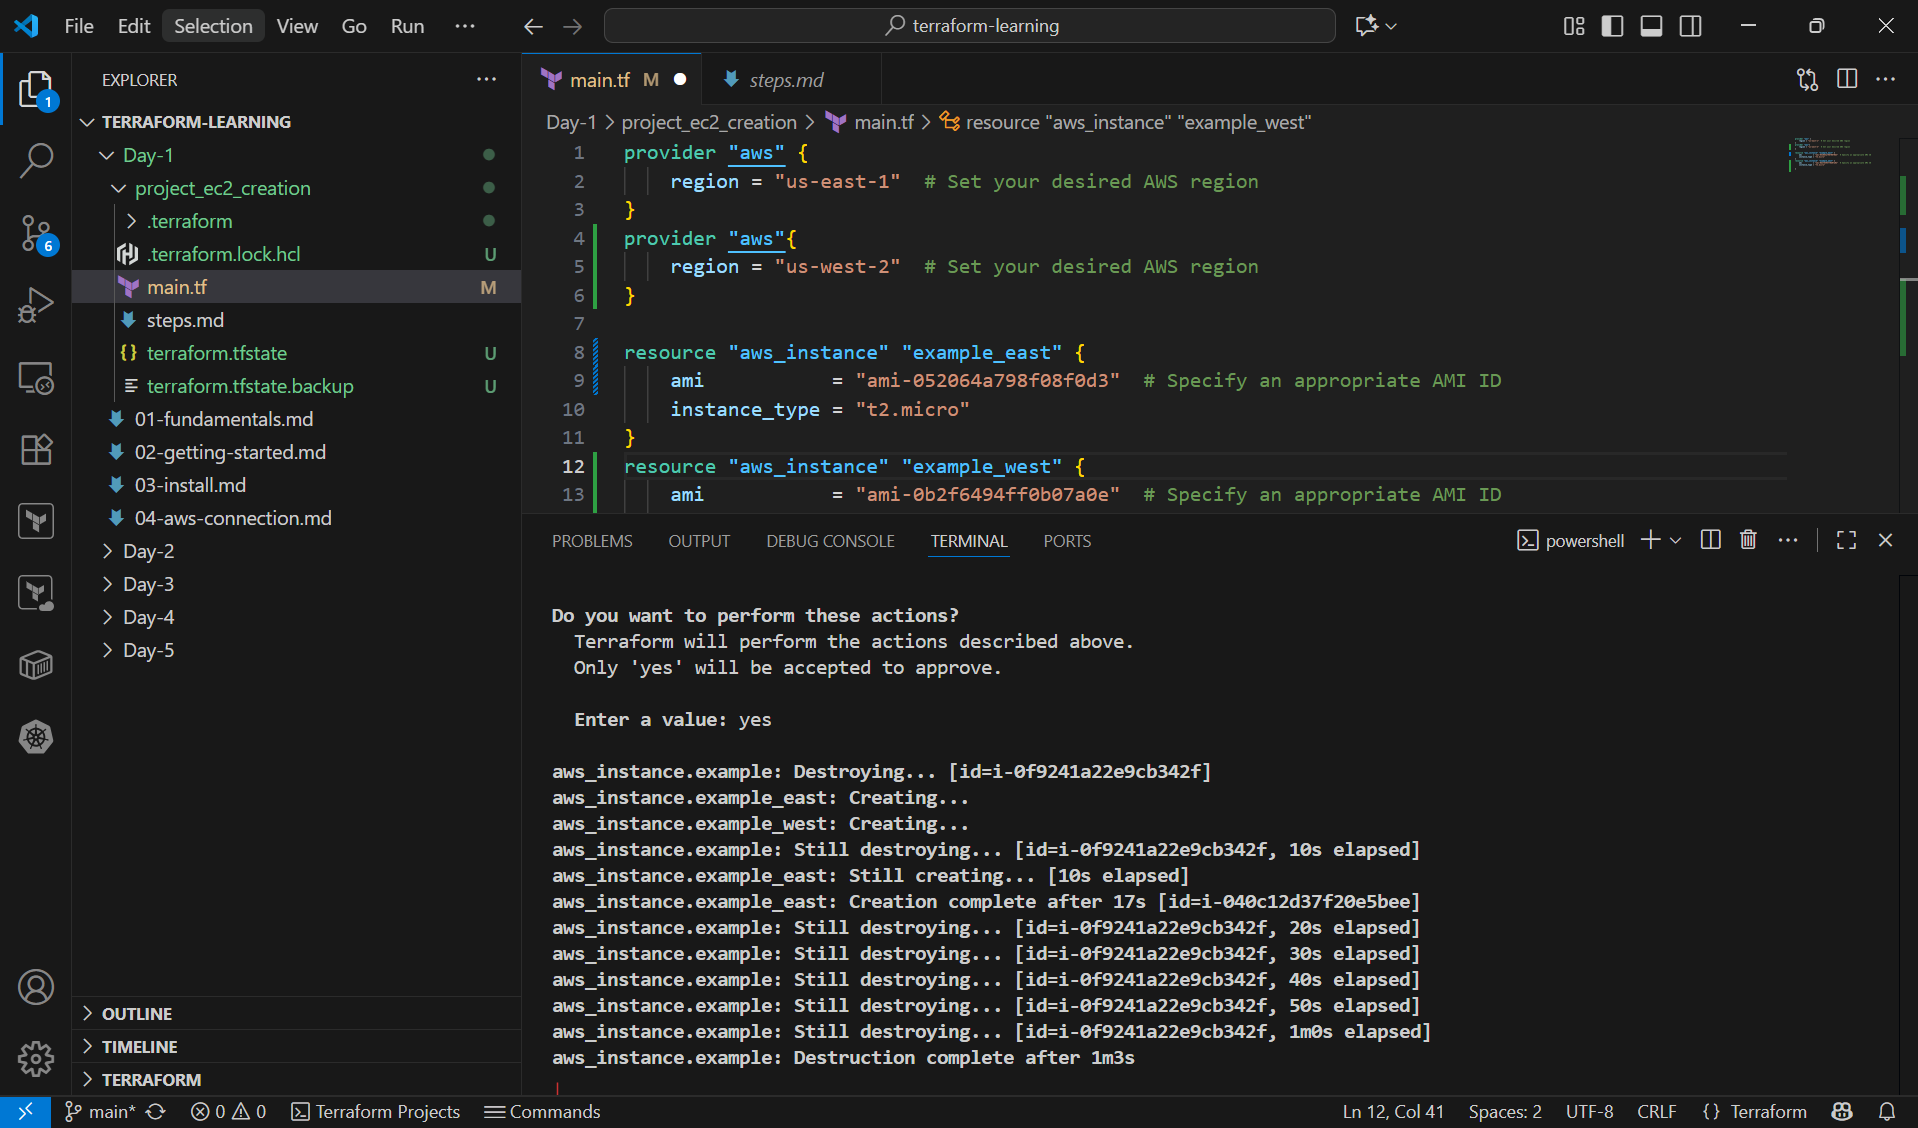 File Edit Selection View Go Run ···
terraform-learning
EXPLORER
1
TERRAFORM-LEARNING
Day-1
project_ec2_creation
.terraform
.terraform.lock.hcl U
6
main.tf M
steps.md
terraform.tfstate U
terraform.tfstate.backup U
01-fundamentals.md
02-getting-started.md
03-install.md
04-aws-connection.md
Day-2
Day-3
Day-4
Day-5
OUTLINE
TIMELINE
TERRAFORM
main.tf M
steps.md
Day-1 > project_ec2_creation > main.tf > resource "aws_instance" "example_west"
1 provider "aws" {
2 region = "us-east-1" # Set your desired AWS region
3 }
4 provider "aws"{
5 region = "us-west-2" # Set your desired AWS region
6 }
7
8 resource "aws_instance" "example_east" {
9 ami = "ami-052064a798f08f0d3" # Specify an appropriate AMI ID
10 instance_type = "t2.micro"
11 }
12 resource "aws_instance" "example_west" {
13 ami = "ami-0b2f6494ff0b07a0e" # Specify an appropriate AMI ID
PROBLEMS OUTPUT DEBUG CONSOLE TERMINAL PORTS
powershell
Do you want to perform these actions?
Terraform will perform the actions described above.
Only 'yes' will be accepted to approve.
Enter a value: yes
aws_instance.example: Destroying... [id=i-0f9241a22e9cb342f]
aws_instance.example_east: Creating...
aws_instance.example_west: Creating...
aws_instance.example: Still destroying... [id=i-0f9241a22e9cb342f, 10s elapsed]
aws_instance.example_east: Still creating... [10s elapsed]
aws_instance.example_east: Creation complete after 17s [id=i-040c12d37f20e5bee]
aws_instance.example: Still destroying... [id=i-0f9241a22e9cb342f, 20s elapsed]
aws_instance.example: Still destroying... [id=i-0f9241a22e9cb342f, 30s elapsed]
aws_instance.example: Still destroying... [id=i-0f9241a22e9cb342f, 40s elapsed]
aws_instance.example: Still destroying... [id=i-0f9241a22e9cb342f, 50s elapsed]
aws_instance.example: Still destroying... [id=i-0f9241a22e9cb342f, 1m0s elapsed]
aws_instance.example: Destruction complete after 1m3s
main* 0 0 Terraform Projects Commands
Ln 12, Col 41 Spaces: 2 UTF-8 CRLF {} Terraform